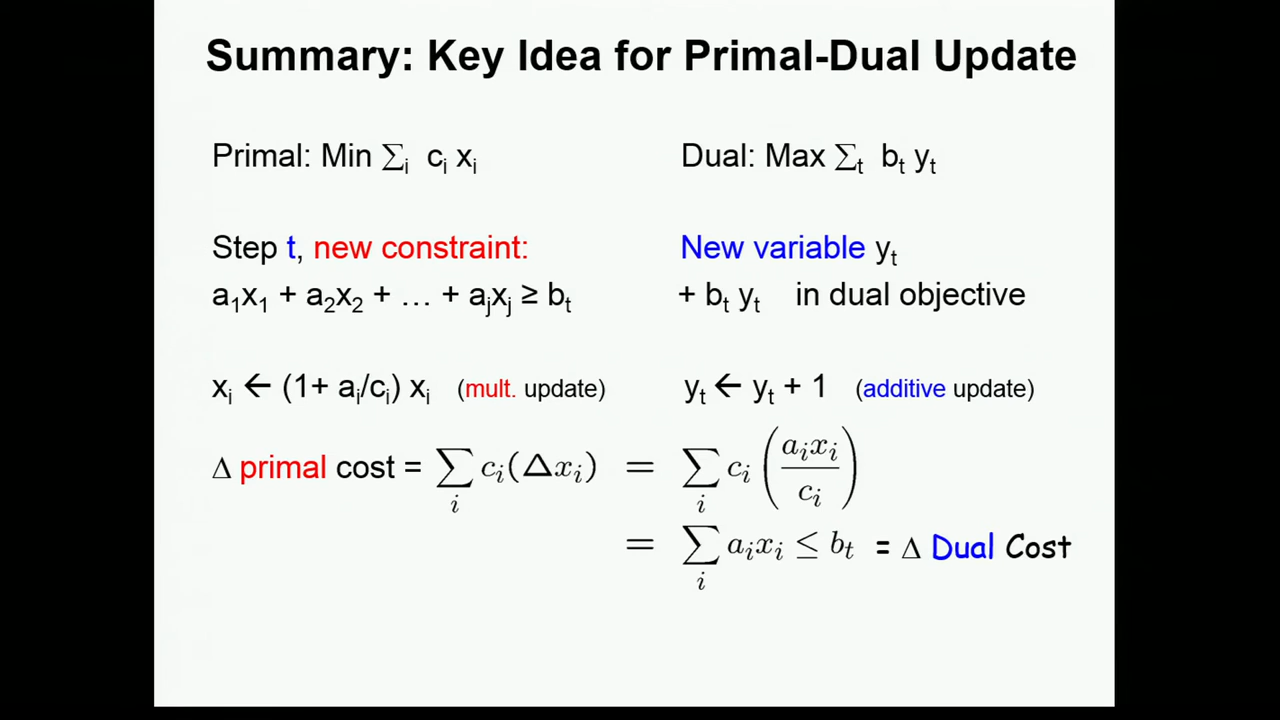 Summary: Key Idea for Primal-Dual Update
Primal: Min ∑ᵢ cᵢ xᵢ
Dual: Max ∑ₜ bₜ yₜ
Step t, new constraint:
New variable yₜ
a₁x₁ + a₂x₂ + … + aⱼxⱼ ≥ bₜ
+ bₜ yₜ in dual objective
xᵢ ← (1+ aᵢ/cᵢ) xᵢ (mult. update)
yₜ ← yₜ + 1 (additive update)
Δ primal cost = ∑ᵢ cᵢ(Δxᵢ) = ∑ᵢ cᵢ (aᵢxᵢ/cᵢ)
= ∑ᵢ aᵢxᵢ ≤ bₜ = Δ Dual Cost